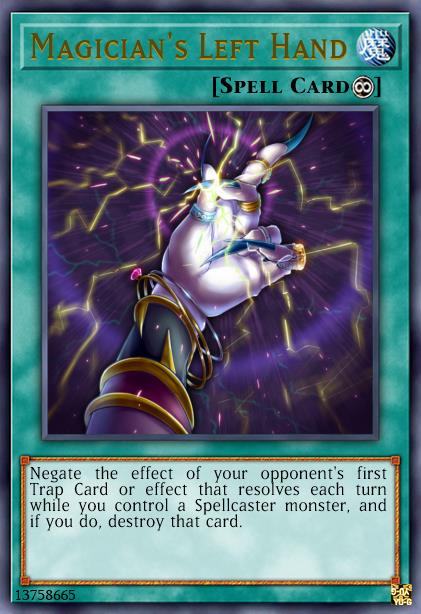 MAGICIAN'S LEFT HAND
魔
[SPELL CARD]
Negate the effect of your opponent's first
Trap Card or effect that resolves each turn
while you control a Spellcaster monster, and
if you do, destroy that card.
13758665